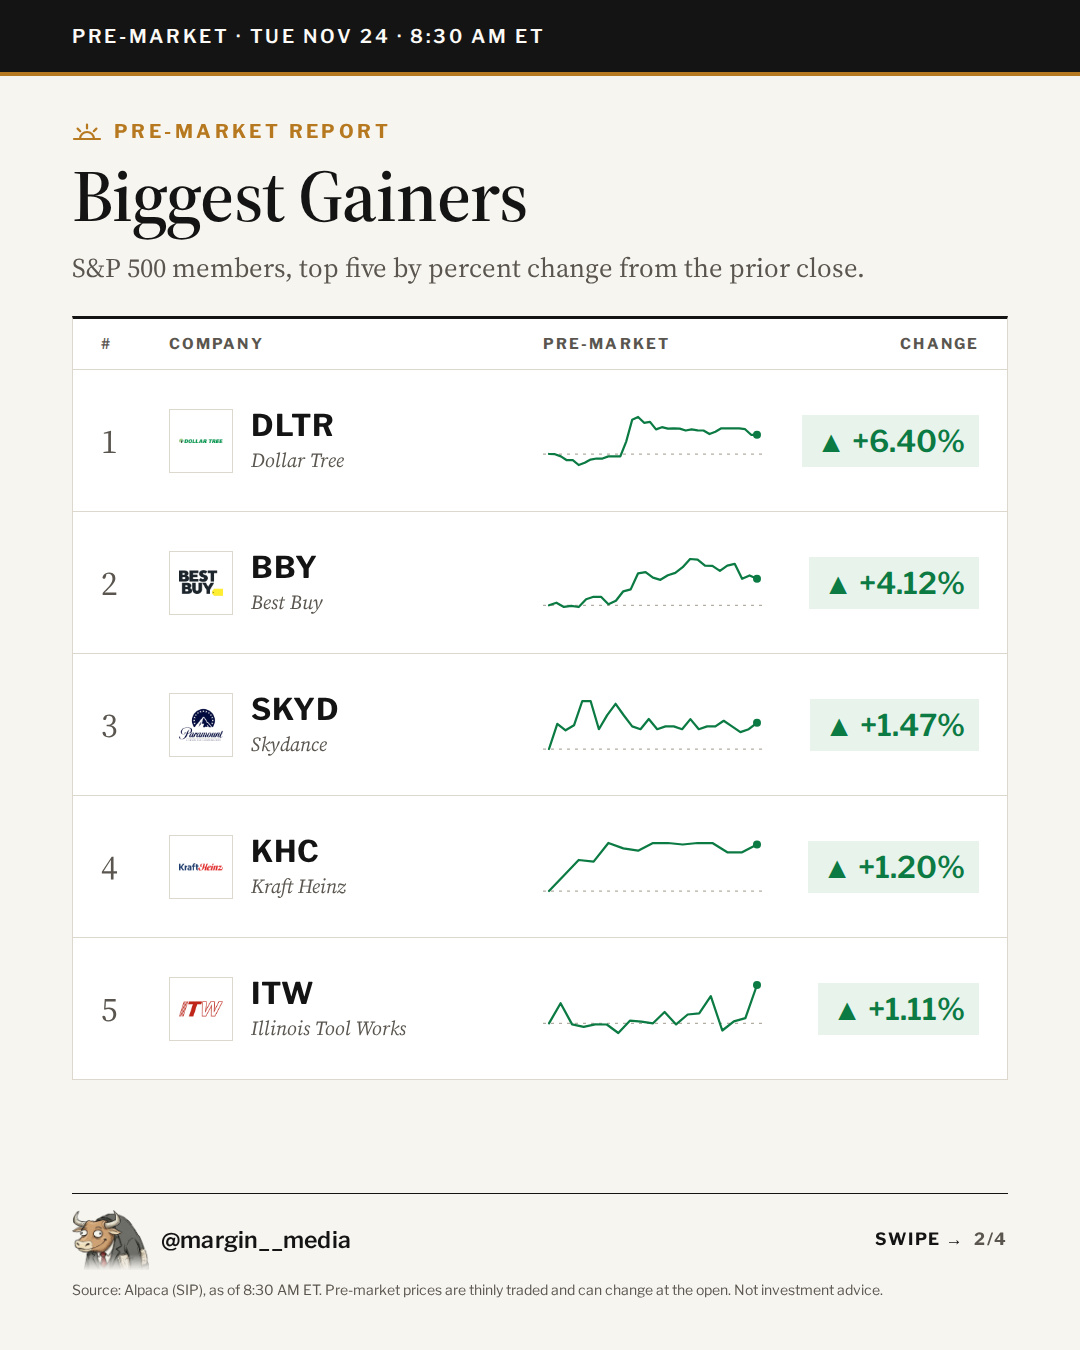 PRE-MARKET · TUE NOV 24 · 8:30 AM ET
PRE-MARKET REPORT
Biggest Gainers
S&P 500 members, top five by percent change from the prior close.
# COMPANY PRE-MARKET CHANGE
1 DOLLAR TREE DLTR ▲ +6.40%
Dollar Tree
2 BEST BUY BBY ▲ +4.12%
Best Buy
3 Paramount SKYD ▲ +1.47%
Skydance
4 KraftHeinz KHC ▲ +1.20%
Kraft Heinz
5 ITW ITW ▲ +1.11%
Illinois Tool Works
@margin__media SWIPE → 2/4
Source: Alpaca (SIP), as of 8:30 AM ET. Pre-market prices are thinly traded and can change at the open. Not investment advice.